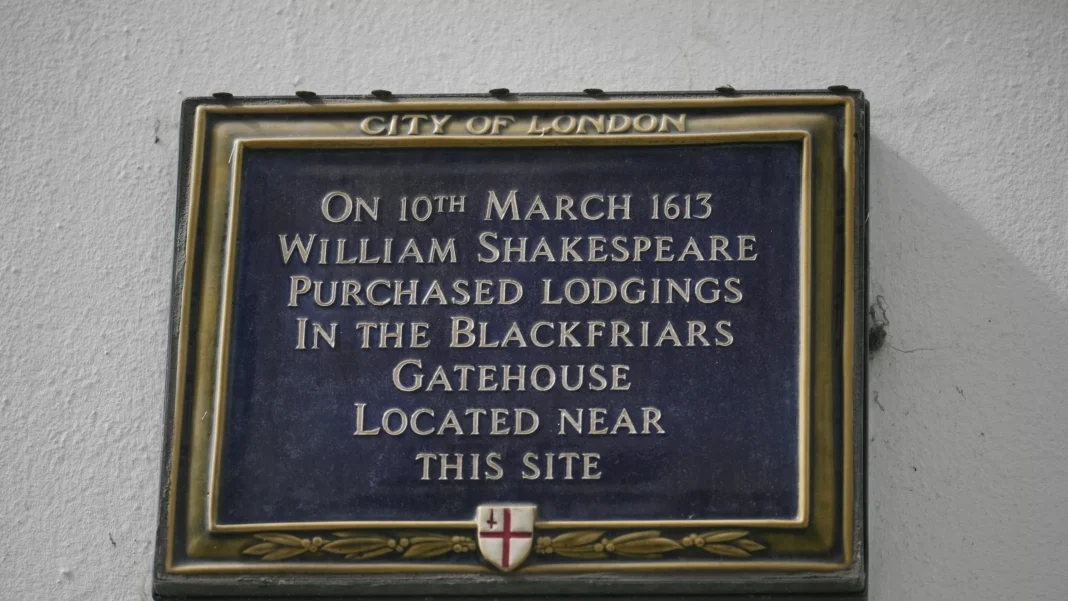 CITY OF LONDON
ON 10TH MARCH 1613
WILLIAM SHAKESPEARE
PURCHASED LODGINGS
IN THE BLACKFRIARS
GATEHOUSE
LOCATED NEAR
THIS SITE